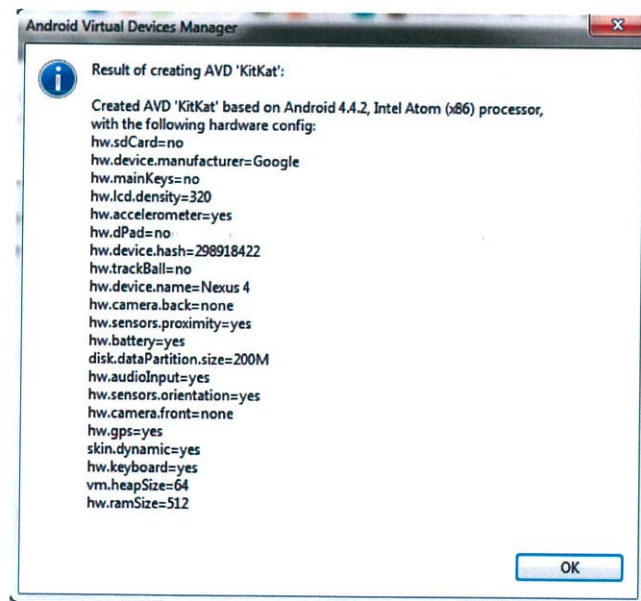 Android Virtual Devices Manager
Result of creating AVD 'KitKat':
Created AVD 'KitKat' based on Android 4.4.2, Intel Atom (x86) processor,
with the following hardware config:
hw.sdCard=no
hw.device.manufacturer=Google
hw.mainKeys=no
hw.lcd.density=320
hw.accelerometer=yes
hw.dPad=no
hw.device.hash=298918422
hw.trackBall=no
hw.device.name=Nexus 4
hw.camera.back=none
hw.sensors.proximity=yes
hw.battery=yes
disk.dataPartition.size=200M
hw.audioInput=yes
hw.sensors.orientation=yes
hw.camera.front=none
hw.gps=yes
skin.dynamic=yes
hw.keyboard=yes
vm.heapSize=64
hw.ramSize=512
OK